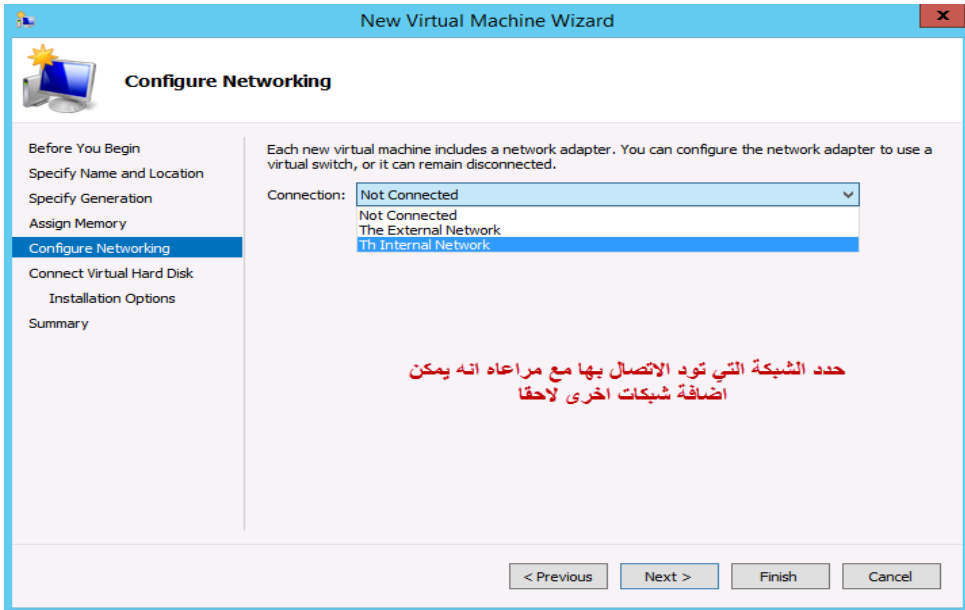 New Virtual Machine Wizard
x
Configure Networking
Before You Begin
Specify Name and Location
Specify Generation
Assign Memory
Configure Networking
Connect Virtual Hard Disk
Installation Options
Summary
Each new virtual machine includes a network adapter. You can configure the network adapter to use a
virtual switch, or it can remain disconnected.
Connection: Not Connected
Not Connected
The External Network
Th Internal Network
حدد الشبكة التي تود الاتصال بها مع مراعاه انه يمكن
اضافة شبكات اخرى لاحقا
< Previous Next > Finish Cancel